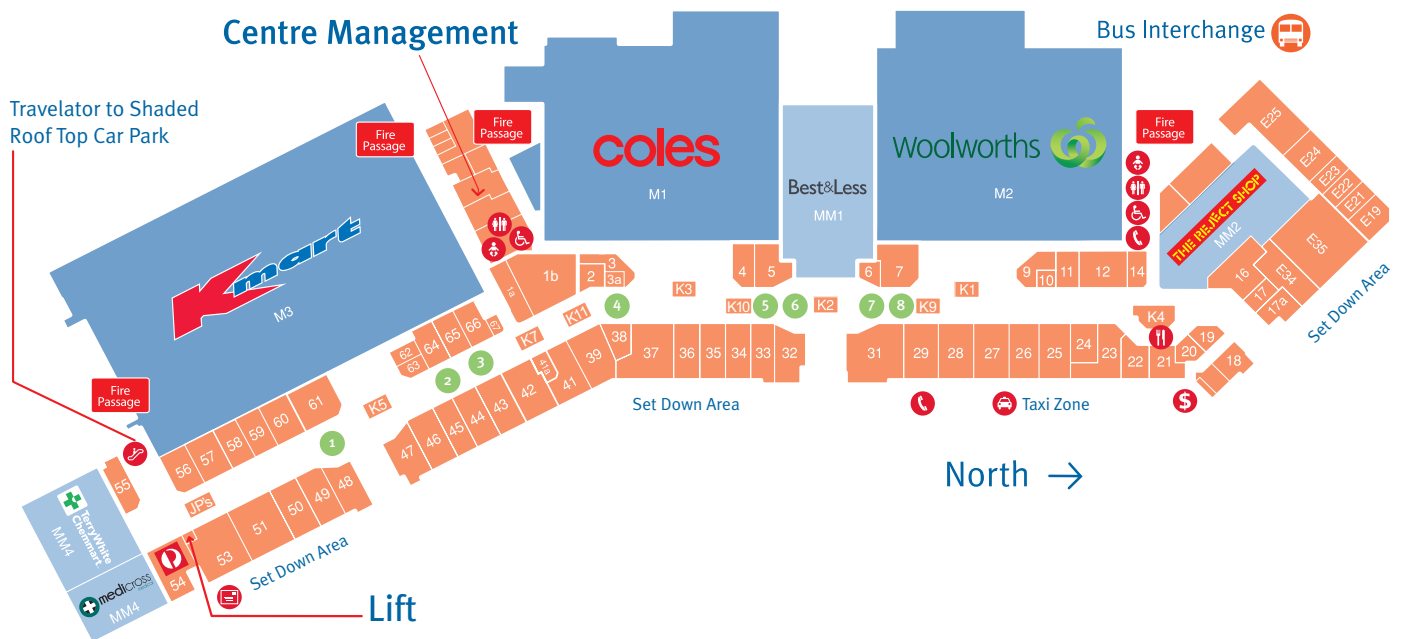 Centre Management
Bus Interchange
Travelator to Shaded
Roof Top Car Park
Fire
Passage
Fire
Passage
Fire
Passage
Fire
Passage
coles
M1
Best&Less
MM1
Woolworths
M2
Kmart
M3
THE REJECT SHOP
MM2
E25
E24
E23
E22
E21
E19
E35
E34
16
17
17a
Set Down Area
1a
1b
2
3
3a
4
5
6
7
9
10
11
12
14
K3
K10
K2
K9
K1
K4
K11
K7
K5
JP's
4
5
6
7
8
3
2
1
62
63
64
65
66
67
61
60
59
58
57
56
55
47
46
45
44
43
42
41a
41
39
38
37
36
35
34
33
32
31
29
28
27
26
25
24
23
22
21
20
19
18
$
Set Down Area
Taxi Zone
North →
48
49
50
51
53
54
Set Down Area
TerryWhite
Chemmart
MM4
medicross
MM4
Lift